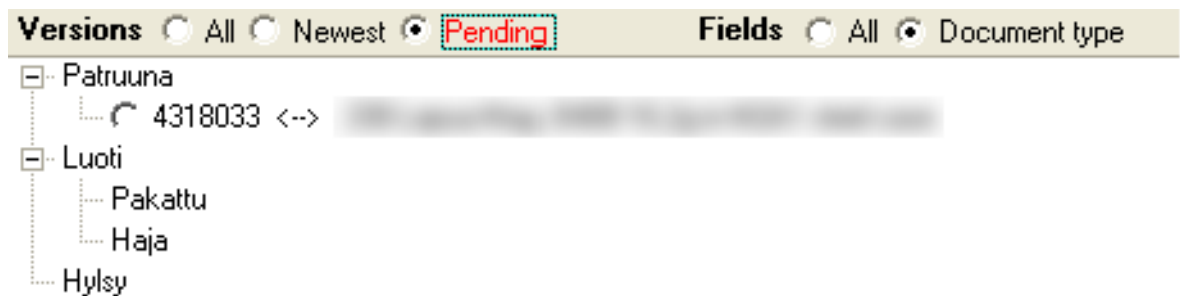 Versions All Newest Pending Fields All Document type
Patruuna
4318033 <-->
Luoti
Pakattu
Haja
Hylsy